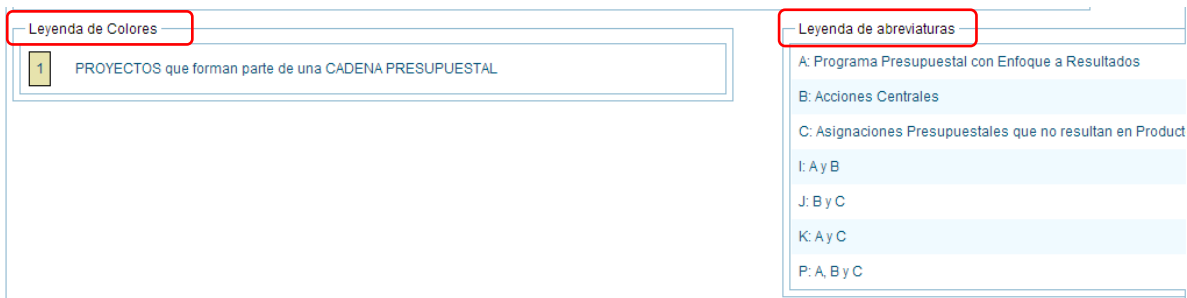 Leyenda de Colores
1 PROYECTOS que forman parte de una CADENA PRESUPUESTAL
Leyenda de abreviaturas
A: Programa Presupuestal con Enfoque a Resultados
B: Acciones Centrales
C: Asignaciones Presupuestales que no resultan en Product
I: A y B
J: B y C
K: A y C
P: A, B y C